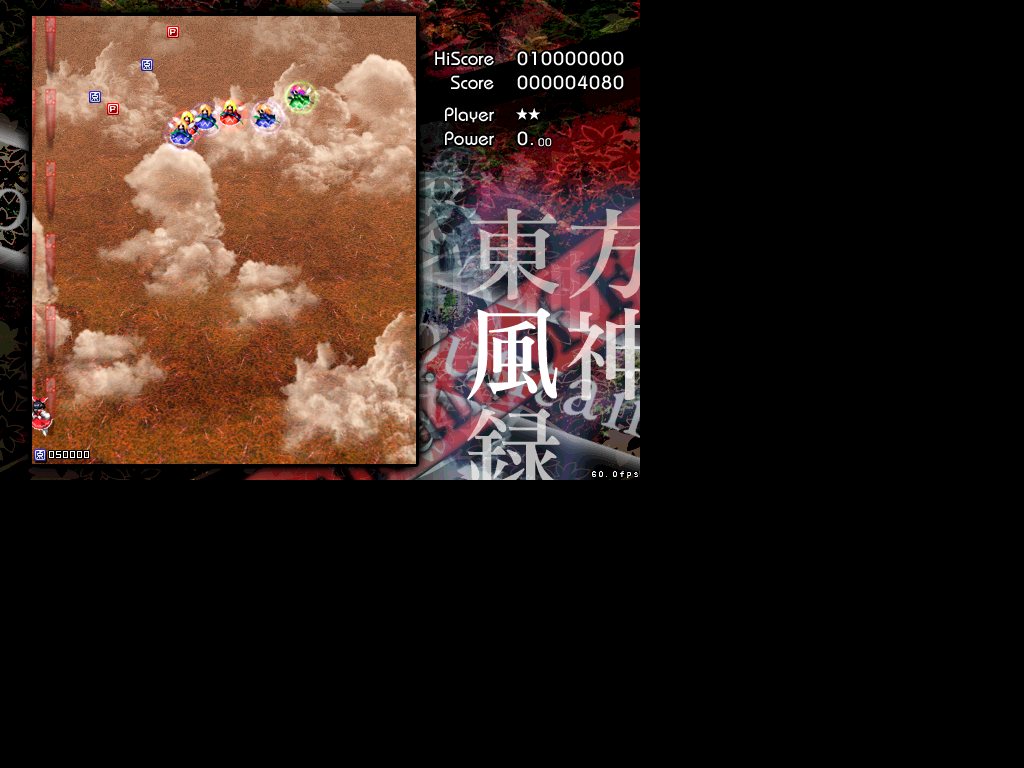 P
P
HiScore 010000000
Score 000004080
Player ★★
Power 0.00
東方
風神
録
050000
60.0fps